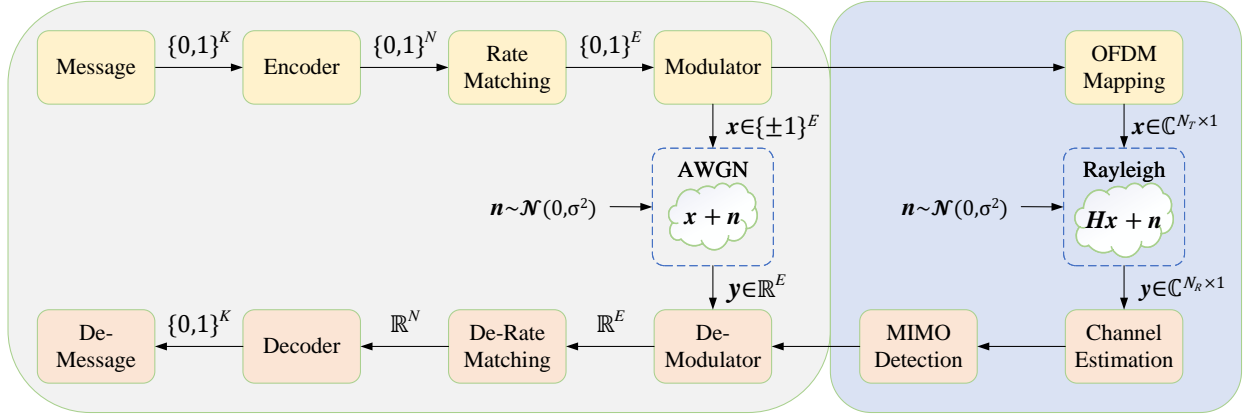 Message
{0,1}^K
Encoder
{0,1}^N
Rate
Matching
{0,1}^E
Modulator
OFDM
Mapping
x∈{±1}^E
x∈ℂ^{N_T×1}
AWGN
n~𝒩(0,σ²)
x + n
Rayleigh
n~𝒩(0,σ²)
Hx + n
y∈ℝ^E
y∈ℂ^{N_R×1}
De-
Message
{0,1}^K
Decoder
ℝ^N
De-Rate
Matching
ℝ^E
De-
Modulator
MIMO
Detection
Channel
Estimation